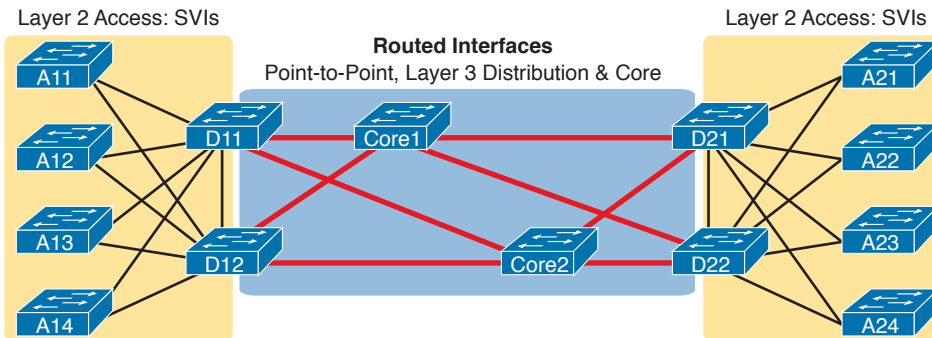 Layer 2 Access: SVIs
Layer 2 Access: SVIs
Routed Interfaces
Point-to-Point, Layer 3 Distribution & Core
A11
A12
A13
A14
D11
D12
Core1
Core2
D21
D22
A21
A22
A23
A24